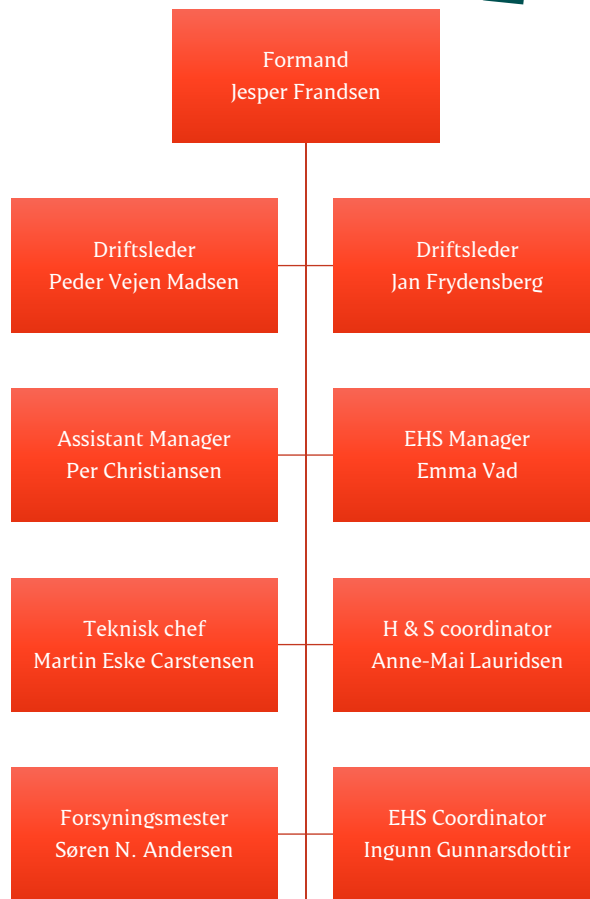 Formand
Jesper Frandsen
Driftsleder
Peder Vejen Madsen
Driftsleder
Jan Frydensberg
Assistant Manager
Per Christiansen
EHS Manager
Emma Vad
Teknisk chef
Martin Eske Carstensen
H & S coordinator
Anne-Mai Lauridsen
Forsyningsmester
Søren N. Andersen
EHS Coordinator
Ingunn Gunnarsdottir